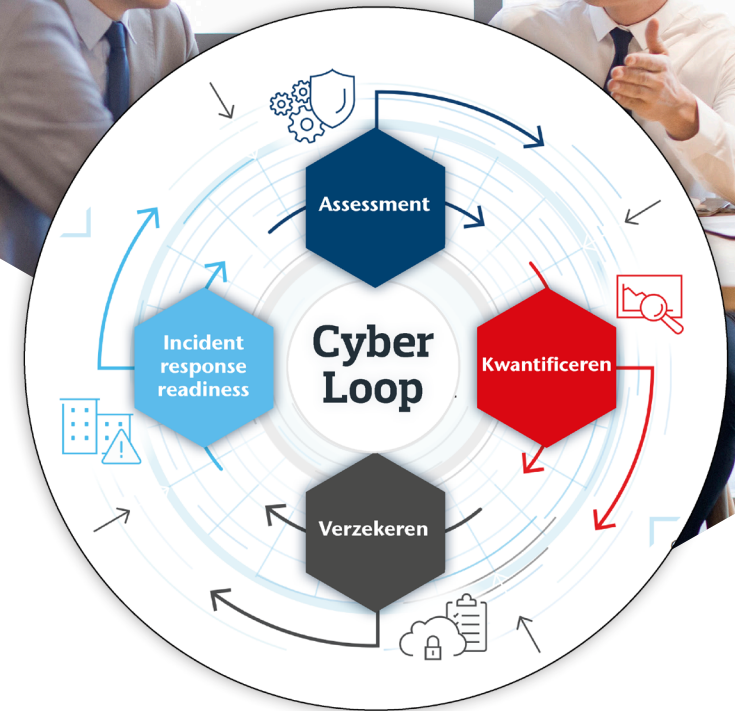 Assessment
Cyber
Loop
Kwantificeren
Verzekeren
Incident
response
readiness